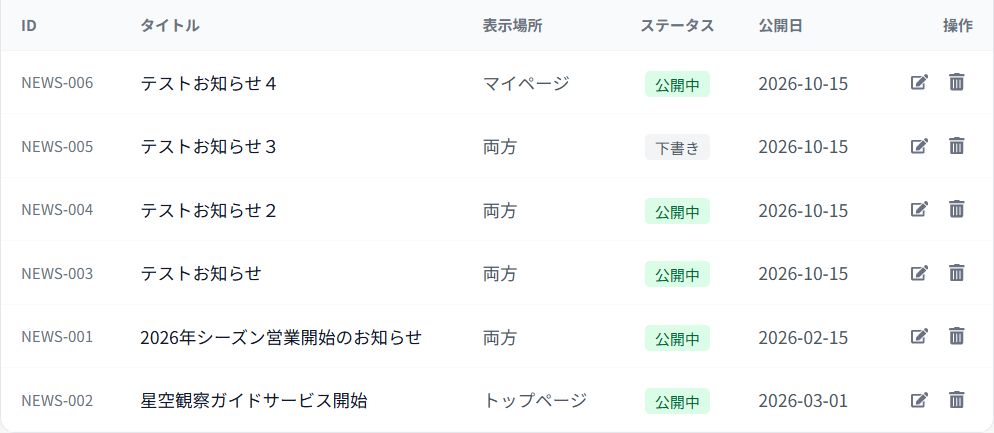 ID タイトル 表示場所 ステータス 公開日 操作
NEWS-006 テストお知らせ４ マイページ 公開中 2026-10-15
NEWS-005 テストお知らせ３ 両方 下書き 2026-10-15
NEWS-004 テストお知らせ２ 両方 公開中 2026-10-15
NEWS-003 テストお知らせ 両方 公開中 2026-10-15
NEWS-001 2026年シーズン営業開始のお知らせ 両方 公開中 2026-02-15
NEWS-002 星空観察ガイドサービス開始 トップページ 公開中 2026-03-01